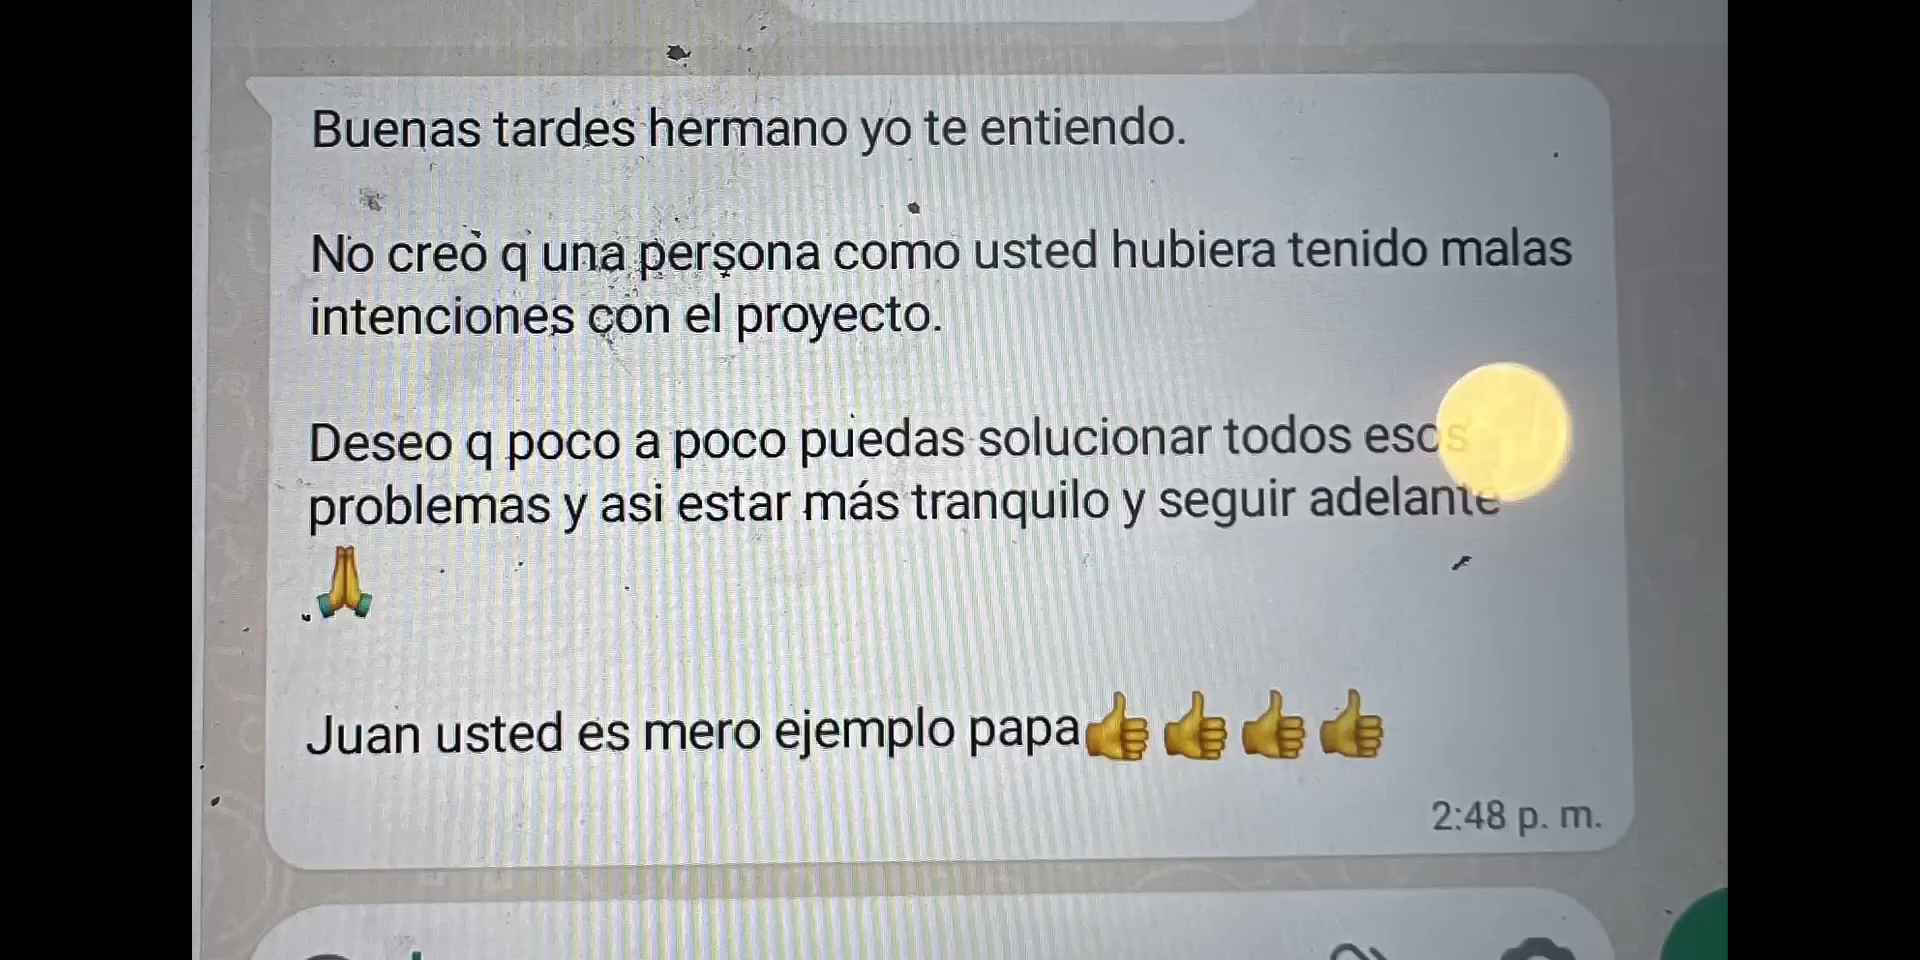 Buenas tardes hermano yo te entiendo.
No creo q una persona como usted hubiera tenido malas
intenciones con el proyecto.
Deseo q poco a poco puedas solucionar todos esos
problemas y asi estar más tranquilo y seguir adelante
🙏
Juan usted es mero ejemplo papa👍👍👍👍
2:48 p. m.